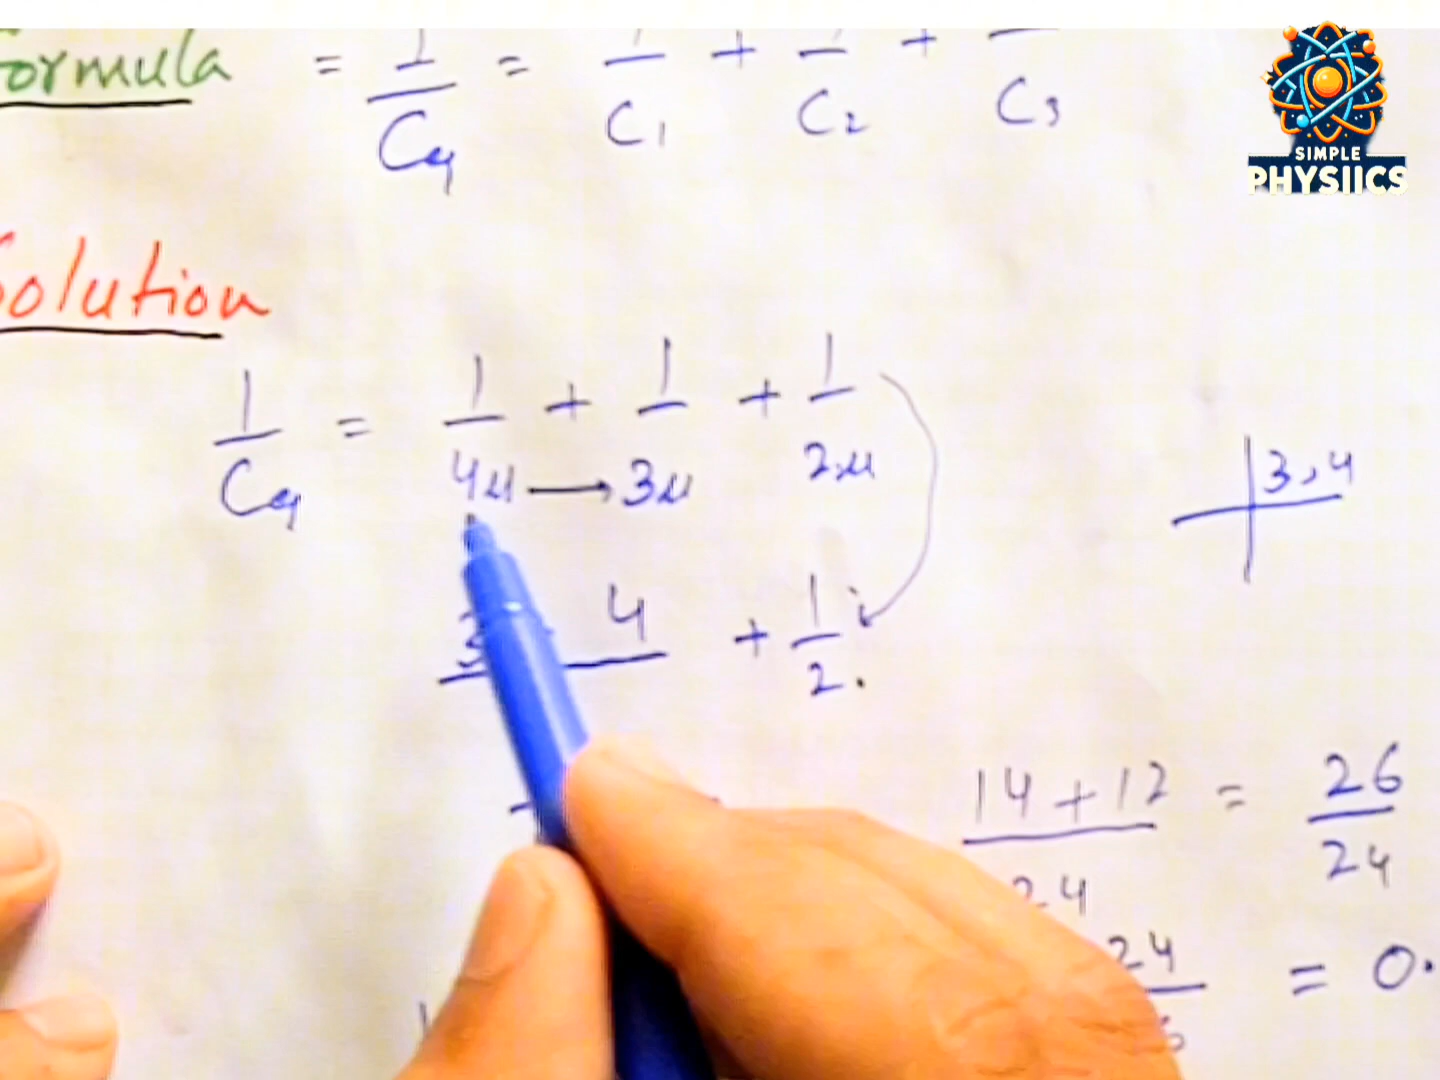 Formula = 1/Cq = 1/C1 + 1/C2 + /C3
SIMPLE
PHYSIICS
Solution
1/Cq = 1/4μ + 1/3μ + 1/2μ
3,4
3 4 + 1/2.
14+12/24 = 26/24
24 = 0.